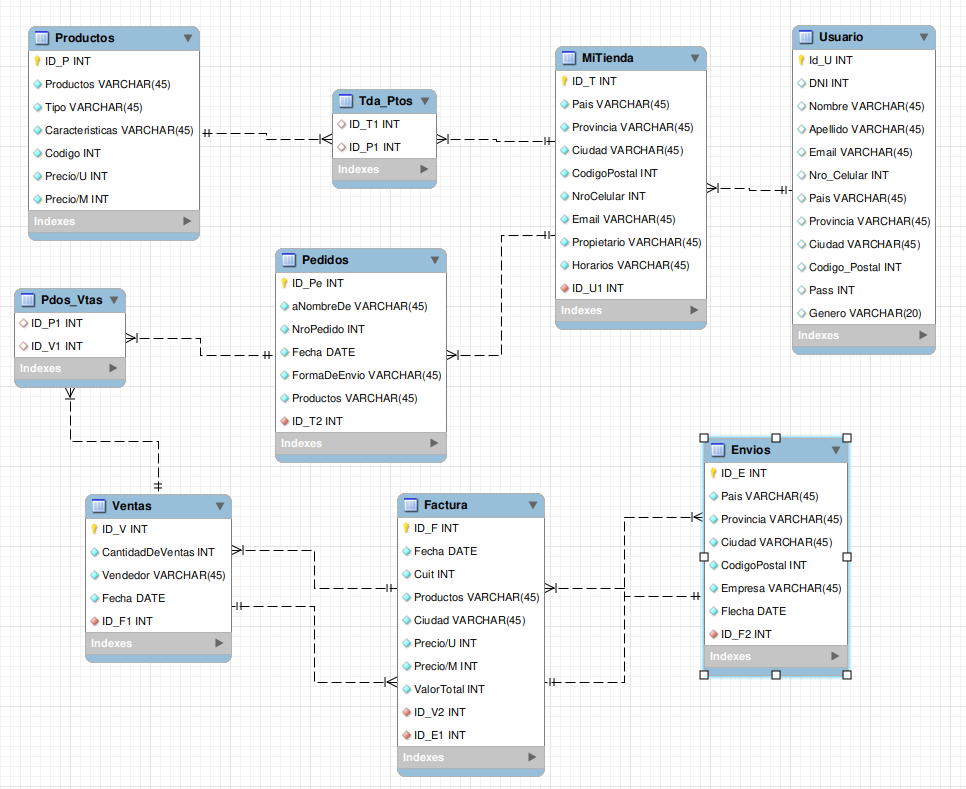 Productos
ID_P INT
Productos VARCHAR(45)
Tipo VARCHAR(45)
Caracteristicas VARCHAR(45)
Codigo INT
Precio/U INT
Precio/M INT
Indexes
Tda_Ptos
ID_T1 INT
ID_P1 INT
Indexes
MiTienda
ID_T INT
Pais VARCHAR(45)
Provincia VARCHAR(45)
Ciudad VARCHAR(45)
CodigoPostal INT
NroCelular INT
Email VARCHAR(45)
Propietario VARCHAR(45)
Horarios VARCHAR(45)
ID_U1 INT
Indexes
Usuario
Id_U INT
DNI INT
Nombre VARCHAR(45)
Apellido VARCHAR(45)
Email VARCHAR(45)
Nro_Celular INT
Pais VARCHAR(45)
Provincia VARCHAR(45)
Ciudad VARCHAR(45)
Codigo_Postal INT
Pass INT
Genero VARCHAR(20)
Indexes
Pdos_Vtas
ID_P1 INT
ID_V1 INT
Indexes
Pedidos
ID_Pe INT
aNombreDe VARCHAR(45)
NroPedido INT
Fecha DATE
FormaDeEnvio VARCHAR(45)
Productos VARCHAR(45)
ID_T2 INT
Indexes
Ventas
ID_V INT
CantidadDeVentas INT
Vendedor VARCHAR(45)
Fecha DATE
ID_F1 INT
Indexes
Factura
ID_F INT
Fecha DATE
Cuit INT
Productos VARCHAR(45)
Ciudad VARCHAR(45)
Precio/U INT
Precio/M INT
ValorTotal INT
ID_V2 INT
ID_E1 INT
Indexes
Envios
ID_E INT
Pais VARCHAR(45)
Provincia VARCHAR(45)
Ciudad VARCHAR(45)
CodigoPostal INT
Empresa VARCHAR(45)
Flecha DATE
ID_F2 INT
Indexes